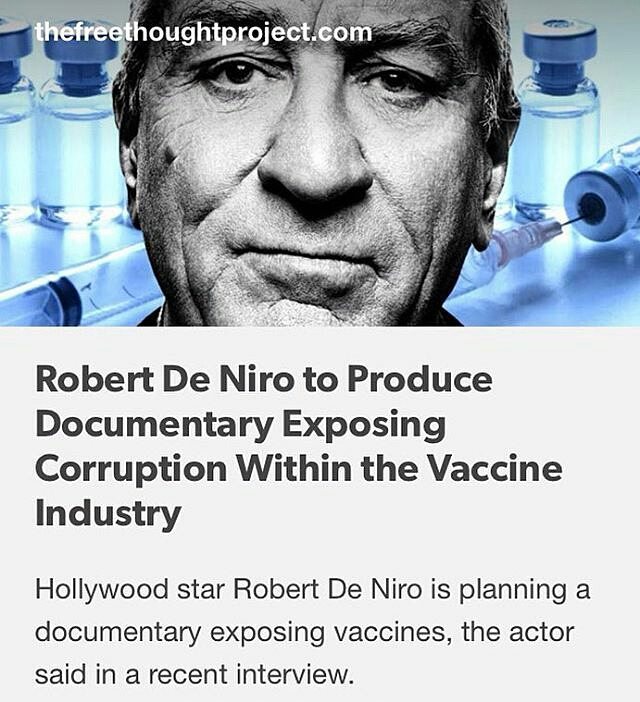 thefreethoughtproject.com
Robert De Niro to Produce
Documentary Exposing
Corruption Within the Vaccine
Industry
Hollywood star Robert De Niro is planning a
documentary exposing vaccines, the actor
said in a recent interview.